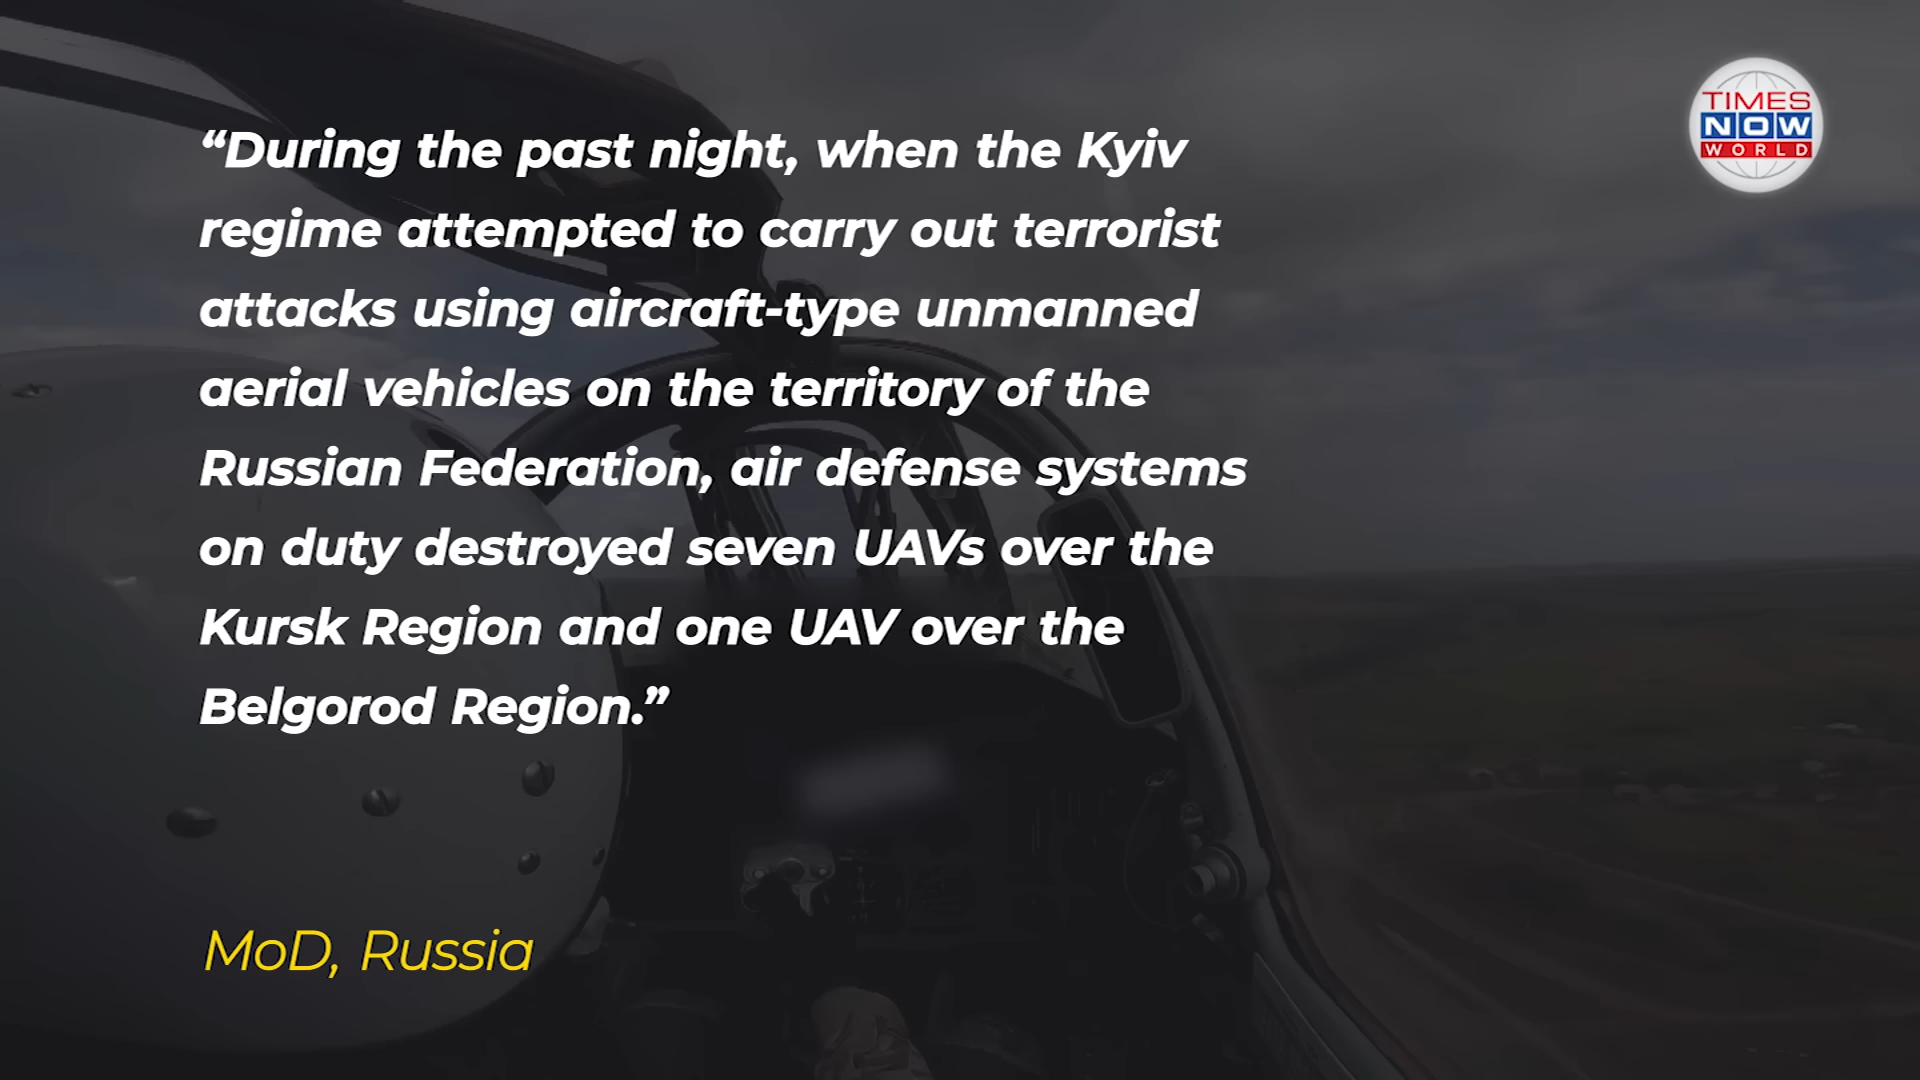 “During the past night, when the Kyiv
regime attempted to carry out terrorist
attacks using aircraft-type unmanned
aerial vehicles on the territory of the
Russian Federation, air defense systems
on duty destroyed seven UAVs over the
Kursk Region and one UAV over the
Belgorod Region.”
MoD, Russia
TIMES
NOW
WORLD